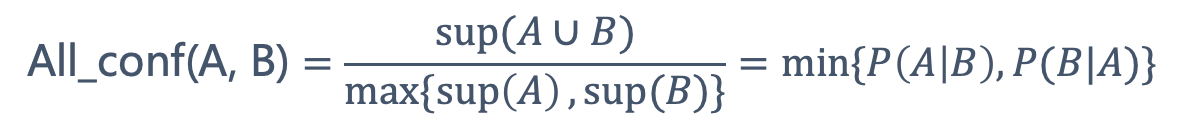 All_conf(A, B) = sup(A ∪ B) / max{sup(A), sup(B)} = min{P(A|B), P(B|A)}